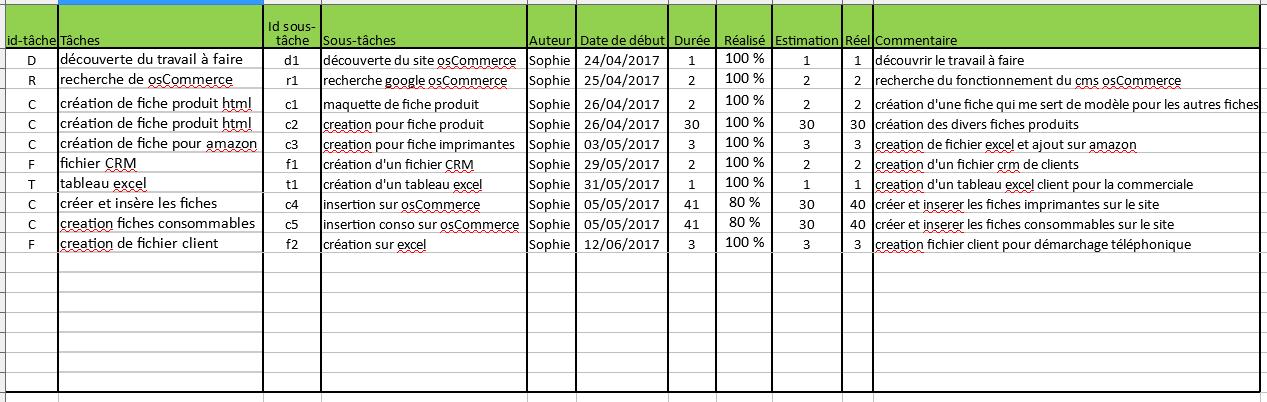 id-tâche Tâches Id sous-tâche Sous-tâches Auteur Date de début Durée Réalisé Estimation Réel Commentaire
D découverte du travail à faire d1 découverte du site osCommerce Sophie 24/04/2017 1 100 % 1 1 découvrir le travail à faire
R recherche de osCommerce r1 recherche google osCommerce Sophie 25/04/2017 2 100 % 2 2 recherche du fonctionnement du cms osCommerce
C création de fiche produit html c1 maquette de fiche produit Sophie 26/04/2017 2 100 % 2 2 création d'une fiche qui me sert de modèle pour les autres fiches
C création de fiche produit html c2 creation pour fiche produit Sophie 26/04/2017 30 100 % 30 30 création des divers fiches produits
C création de fiche pour amazon c3 creation pour fiche imprimantes Sophie 03/05/2017 3 100 % 3 3 creation de fichier excel et ajout sur amazon
F fichier CRM f1 création d'un fichier CRM Sophie 29/05/2017 2 100 % 2 2 creation d'un fichier crm de clients
T tableau excel t1 création d'un tableau excel Sophie 31/05/2017 1 100 % 1 1 creation d'un tableau excel client pour la commerciale
C créer et insère les fiches c4 insertion sur osCommerce Sophie 05/05/2017 41 80 % 30 40 créer et inserer les fiches imprimantes sur le site
C creation fiches consommables c5 insertion conso sur osCommerce Sophie 05/05/2017 41 80 % 30 40 créer et inserer les fiches consommables sur le site
F creation de fichier client f2 création sur excel Sophie 12/06/2017 3 100 % 3 3 creation fichier client pour démarchage téléphonique